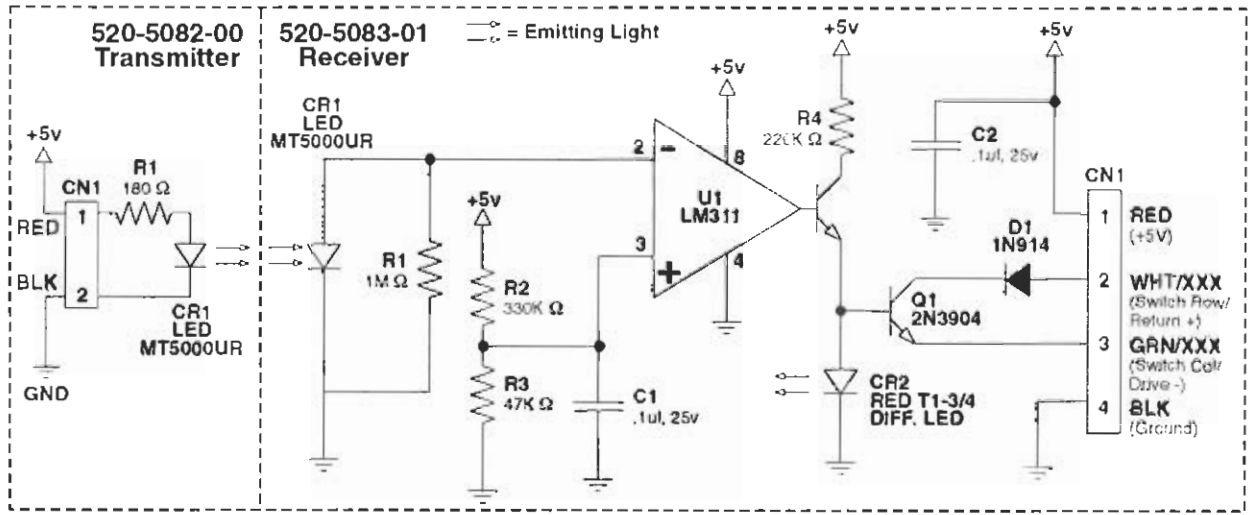 520-5082-00
Transmitter
520-5083-01
Receiver
= Emitting Light
+5v
R1
180 Ω
CN1
1
RED
BLK
2
GND
CR1
LED
MT5000UR
CR1
LED
MT5000UR
R1
1M Ω
+5v
R2
330K Ω
R3
47K Ω
C1
.1uf, 25v
2
-
3
+
U1
LM311
+5v
8
4
+5v
R4
220K Ω
Q1
2N3904
CR2
RED T1-3/4
DIFF. LED
D1
1N914
+5v
C2
.1uf, 25v
CN1
1
RED
(+5V)
2
WHT/XXX
(Switch Row/
Return +)
3
GRN/XXX
(Switch Col/
Drive -)
4
BLK
(Ground)